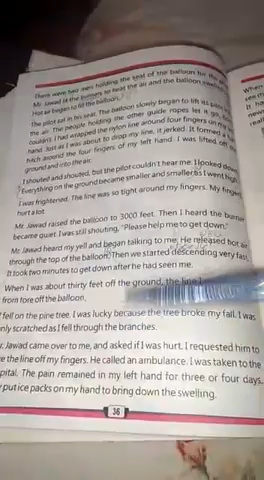 There were two men holding the seat of the balloon for the
Mr. Jawad lit the burners to heat the air and the balloon
Hot air began to fill the balloon.
The pilot sat in his seat. The balloon slowly began to lift its
the air. The people holding the other guide ropes let it go,
couldn't. I had wrapped the nylon line around four fingers on my
hand. Just as I was about to drop my line, it jerked. It formed a
hitch around the four fingers of my left hand. I was lifted off
ground and into the air.
I shouted and shouted, but the pilot couldn't hear me. I looked down
Everything on the ground became smaller and smaller as I went high
I was frightened. The line was so tight around my fingers. My fingers
hurt a lot.
Mr. Jawad raised the balloon to 3000 feet. Then I heard the burner
became quiet. I was still shouting, "Please help me to get down."
Mr. Jawad heard my yell and began talking to me. He released hot air
through the top of the balloon. Then we started descending very fast.
It took two minutes to get down after he had seen me.
When I was about thirty feet off the ground, the line I
from tore off the balloon.
I fell on the pine tree. I was lucky because the tree broke my fall. I was
only scratched as I fell through the branches.
Jawad came over to me, and asked if I was hurt. I requested him to
the line off my fingers. He called an ambulance. I was taken to the
The pain remained in my left hand for three or four days.
put ice packs on my hand to bring down the swelling.
36
When
see m